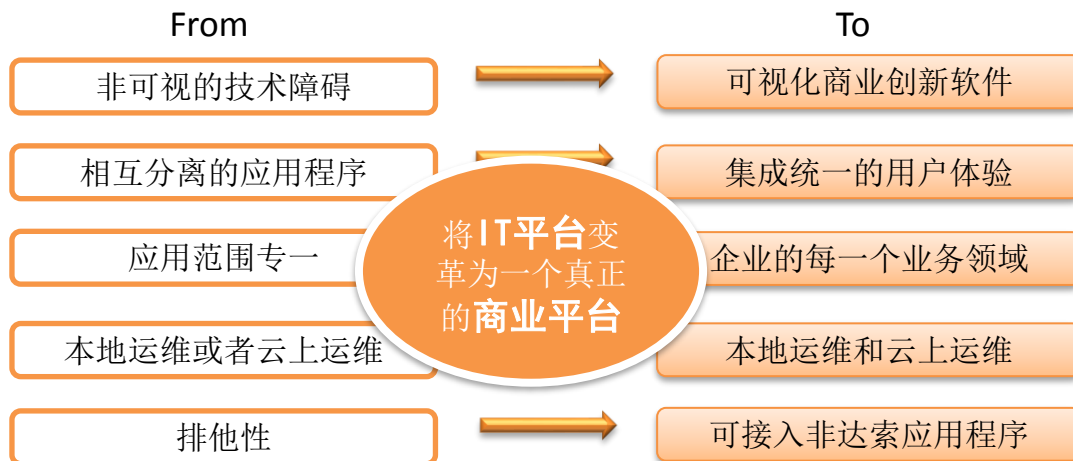 From
To
非可视的技术障碍
可视化商业创新软件
相互分离的应用程序
集成统一的用户体验
将IT平台变
革为一个真正
的商业平台
应用范围专一
企业的每一个业务领域
本地运维或者云上运维
本地运维和云上运维
排他性
可接入非达索应用程序